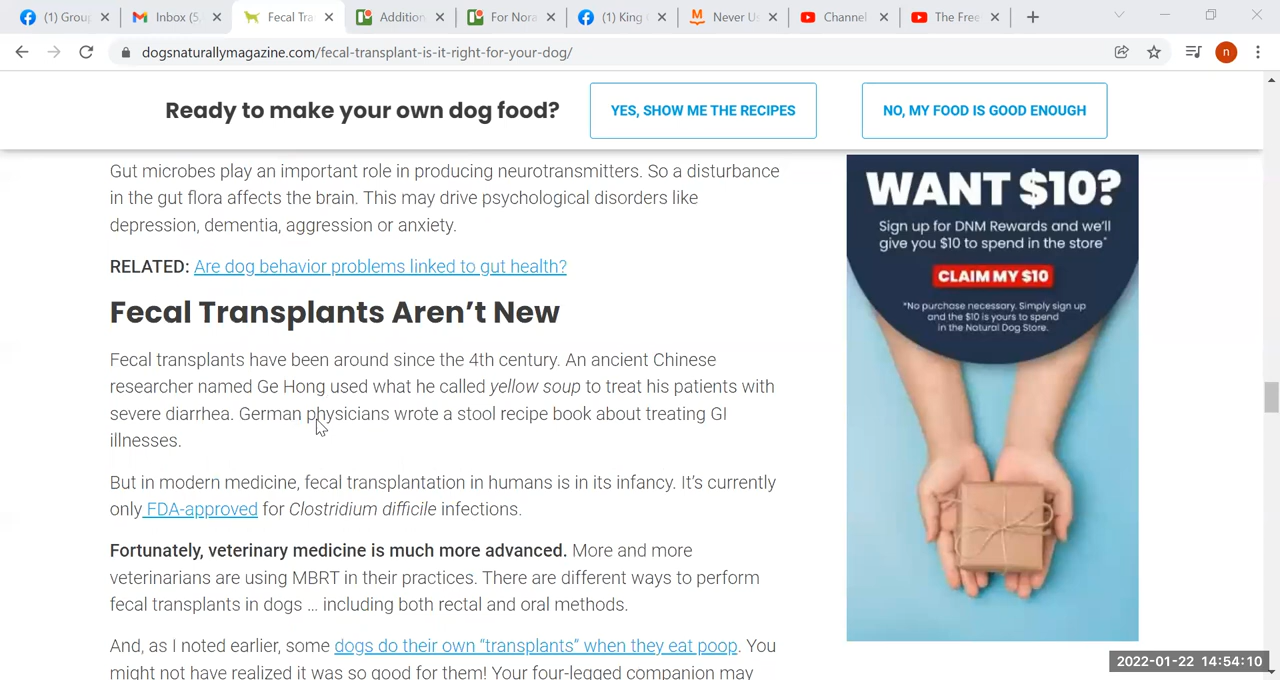 (1) Group
Inbox (5,
Fecal Tra
Addition
For Nora
(1) King
Never U
Channel
The Free
dogsnaturallymagazine.com/fecal-transplant-is-it-right-for-your-dog/
n
Ready to make your own dog food?
YES, SHOW ME THE RECIPES
NO, MY FOOD IS GOOD ENOUGH
Gut microbes play an important role in producing neurotransmitters. So a disturbance
in the gut flora affects the brain. This may drive psychological disorders like
depression, dementia, aggression or anxiety.
RELATED: Are dog behavior problems linked to gut health?
Fecal Transplants Aren’t New
Fecal transplants have been around since the 4th century. An ancient Chinese
researcher named Ge Hong used what he called yellow soup to treat his patients with
severe diarrhea. German physicians wrote a stool recipe book about treating GI
illnesses.
But in modern medicine, fecal transplantation in humans is in its infancy. It’s currently
only FDA-approved for Clostridium difficile infections.
Fortunately, veterinary medicine is much more advanced. More and more
veterinarians are using MBRT in their practices. There are different ways to perform
fecal transplants in dogs … including both rectal and oral methods.
And, as I noted earlier, some dogs do their own “transplants” when they eat poop. You
might not have realized it was so good for them! Your four-legged companion may
WANT $10?
Sign up for DNM Rewards and we’ll
give you $10 to spend in the store*
CLAIM MY $10
*No purchase necessary. Simply sign up
and the $10 is yours to spend
in the Natural Dog Store.
2022-01-22 14:54:10